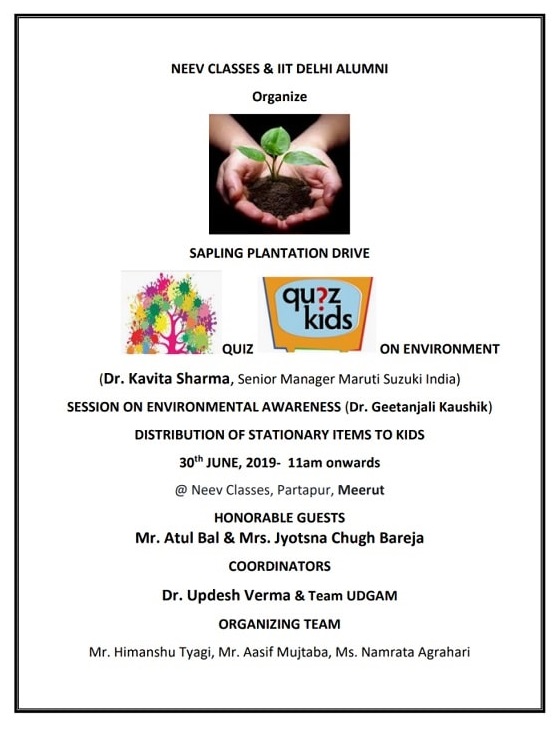 NEEV CLASSES & IIT DELHI ALUMNI
Organize
SAPLING PLANTATION DRIVE
qu?z
kids
QUIZ ON ENVIRONMENT
(Dr. Kavita Sharma, Senior Manager Maruti Suzuki India)
SESSION ON ENVIRONMENTAL AWARENESS (Dr. Geetanjali Kaushik)
DISTRIBUTION OF STATIONARY ITEMS TO KIDS
30th JUNE, 2019- 11am onwards
@ Neev Classes, Partapur, Meerut
HONORABLE GUESTS
Mr. Atul Bal & Mrs. Jyotsna Chugh Bareja
COORDINATORS
Dr. Updesh Verma & Team UDGAM
ORGANIZING TEAM
Mr. Himanshu Tyagi, Mr. Aasif Mujtaba, Ms. Namrata Agrahari